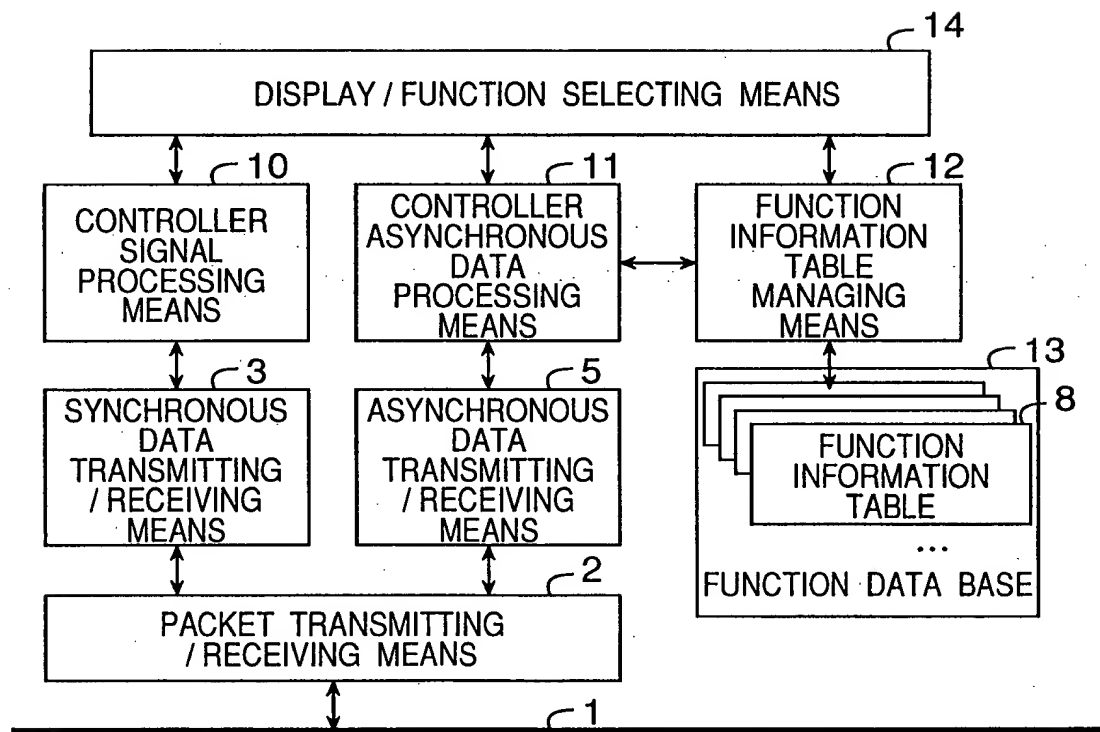 14
DISPLAY / FUNCTION SELECTING MEANS
10
CONTROLLER
SIGNAL
PROCESSING
MEANS
11
CONTROLLER
ASYNCHRONOUS
DATA
PROCESSING
MEANS
12
FUNCTION
INFORMATION
TABLE
MANAGING
MEANS
3
SYNCHRONOUS
DATA
TRANSMITTING
/ RECEIVING
MEANS
5
ASYNCHRONOUS
DATA
TRANSMITTING
/ RECEIVING
MEANS
13
8
FUNCTION
INFORMATION
TABLE
...
FUNCTION DATA BASE
2
PACKET TRANSMITTING
/ RECEIVING MEANS
1